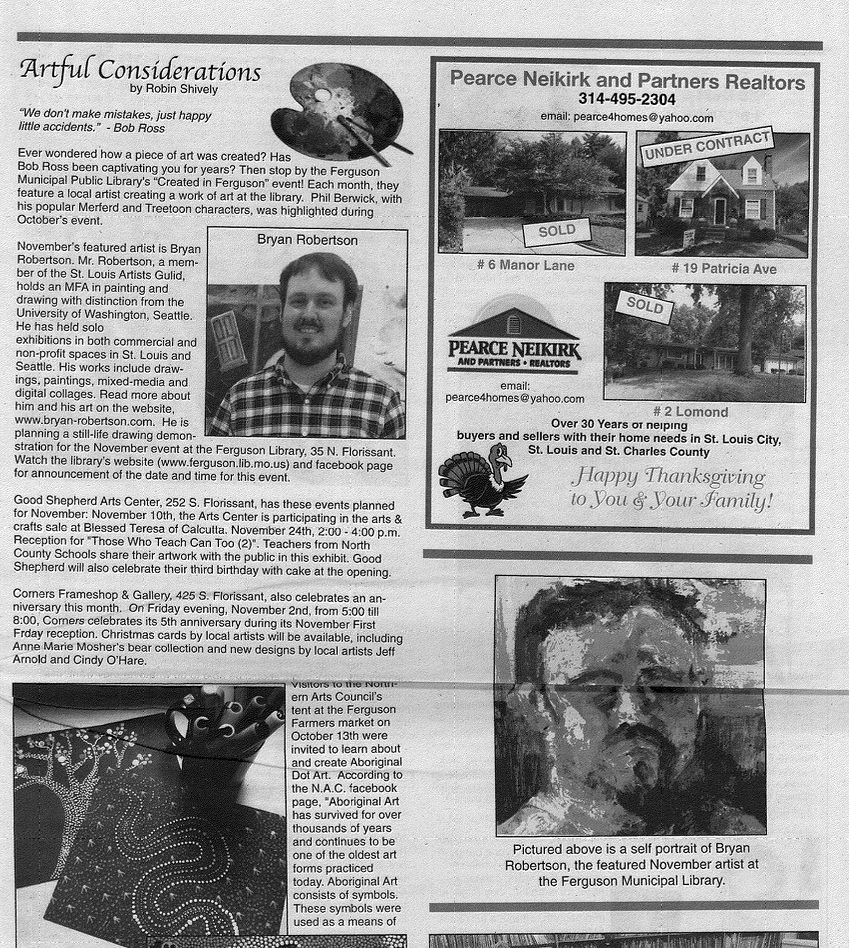 Artful Considerations
by Robin Shively
"We don't make mistakes, just happy
little accidents." - Bob Ross
Ever wondered how a piece of art was created? Has
Bob Ross been captivating you for years? Then stop by the Ferguson
Municipal Public Library's "Created in Ferguson" event! Each month, they
feature a local artist creating a work of art at the library. Phil Berwick, with
his popular Merferd and Treetoon characters, was highlighted during
October's event.
November's featured artist is Bryan
Robertson. Mr. Robertson, a mem-
ber of the St. Louis Artists Gulid,
holds an MFA in painting and
drawing with distinction from the
University of Washington, Seattle.
He has held solo
exhibitions in both commercial and
non-profit spaces in St. Louis and
Seattle. His works include draw-
ings, paintings, mixed-media and
digital collages. Read more about
him and his art on the website,
www.bryan-robertson.com. He is
planning a still-life drawing demon-
stration for the November event at the Ferguson Library, 35 N. Florissant.
Watch the library's website (www.ferguson.lib.mo.us) and facebook page
for announcement of the date and time for this event.
Bryan Robertson
Good Shepherd Arts Center, 252 S. Florissant, has these events planned
for November: November 10th, the Arts Center is participating in the arts &
crafts sale at Blessed Teresa of Calcutta. November 24th, 2:00 - 4:00 p.m.
Reception for "Those Who Teach Can Too (2)". Teachers from North
County Schools share their artwork with the public in this exhibit. Good
Shepherd will also celebrate their third birthday with cake at the opening.
Corners Frameshop & Gallery, 425 S. Florissant, also celebrates an an-
niversary this month. On Friday evening, November 2nd, from 5:00 till
8:00, Corners celebrates its 5th anniversary during its November First
Frday reception. Christmas cards by local artists will be available, including
Anne Marie Mosher's bear collection and new designs by local artists Jeff
Arnold and Cindy O'Hare.
Visitors to the North-
ern Arts Council's
tent at the Ferguson
Farmers market on
October 13th were
invited to learn about
and create Aboriginal
Dot Art. According to
the N.A.C. facebook
page, "Aboriginal Art
has survived for over
thousands of years
and continues to be
one of the oldest art
forms practiced
today. Aboriginal Art
consists of symbols.
These symbols were
used as a means of
Pearce Neikirk and Partners Realtors
314-495-2304
email: pearce4homes@yahoo.com
SOLD
UNDER CONTRACT
# 6 Manor Lane
# 19 Patricia Ave
SOLD
PEARCE NEIKIRK
AND PARTNERS • REALTORS
email:
pearce4homes@yahoo.com
# 2 Lomond
Over 30 Years of helping
buyers and sellers with their home needs in St. Louis City,
St. Louis and St. Charles County
Happy Thanksgiving
to You & Your Family!
Pictured above is a self portrait of Bryan
Robertson, the featured November artist at
the Ferguson Municipal Library.